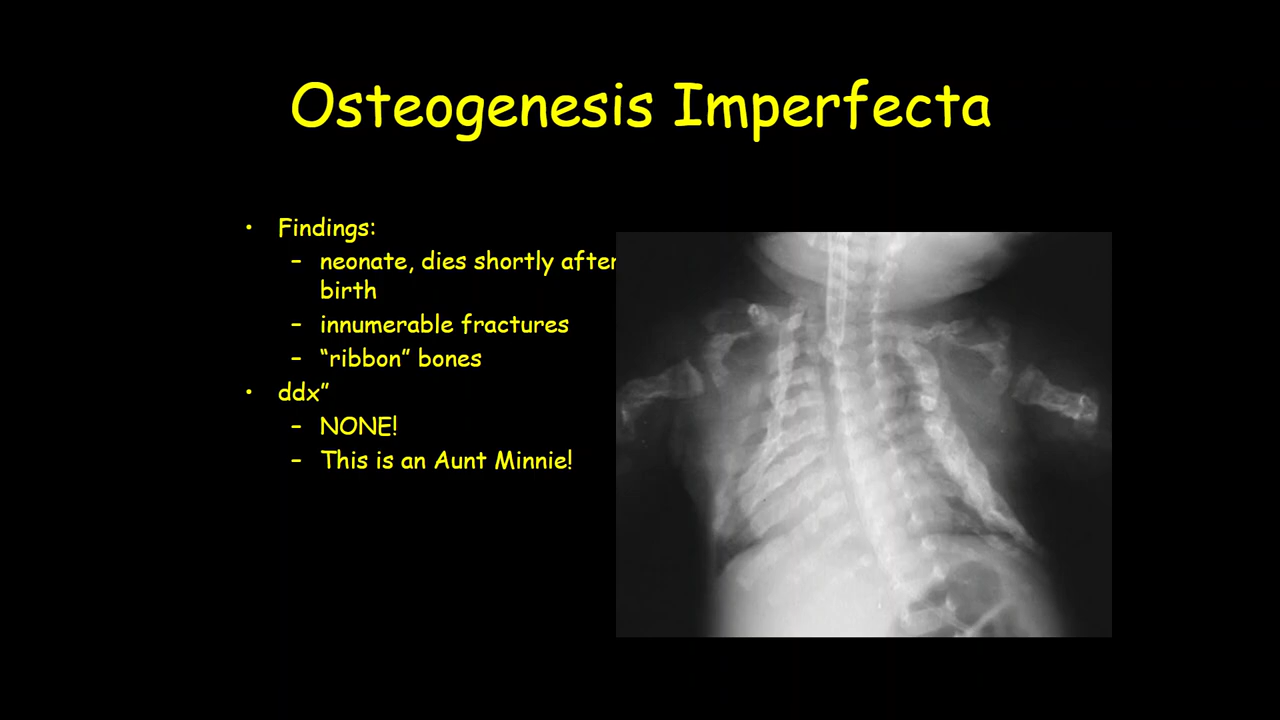 Osteogenesis Imperfecta
• Findings:
– neonate, dies shortly after
birth
– innumerable fractures
– “ribbon” bones
• ddx”
– NONE!
– This is an Aunt Minnie!